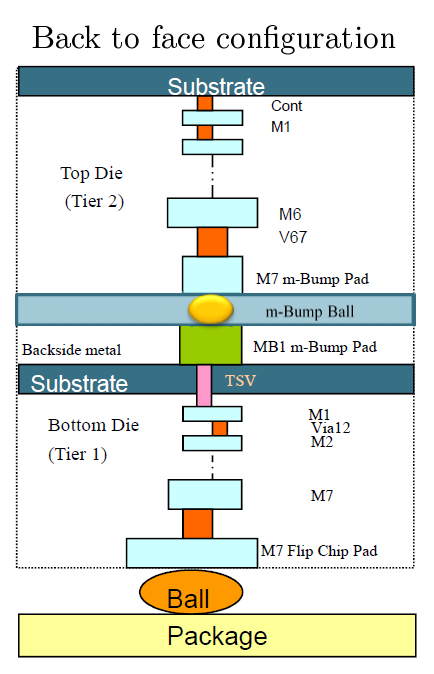 Back to face configuration
Substrate
Cont
M1
Top Die
(Tier 2)
M6
V67
M7 m-Bump Pad
m-Bump Ball
Backside metal
MB1 m-Bump Pad
Substrate
TSV
M1
Via12
M2
Bottom Die
(Tier 1)
M7
M7 Flip Chip Pad
Ball
Package